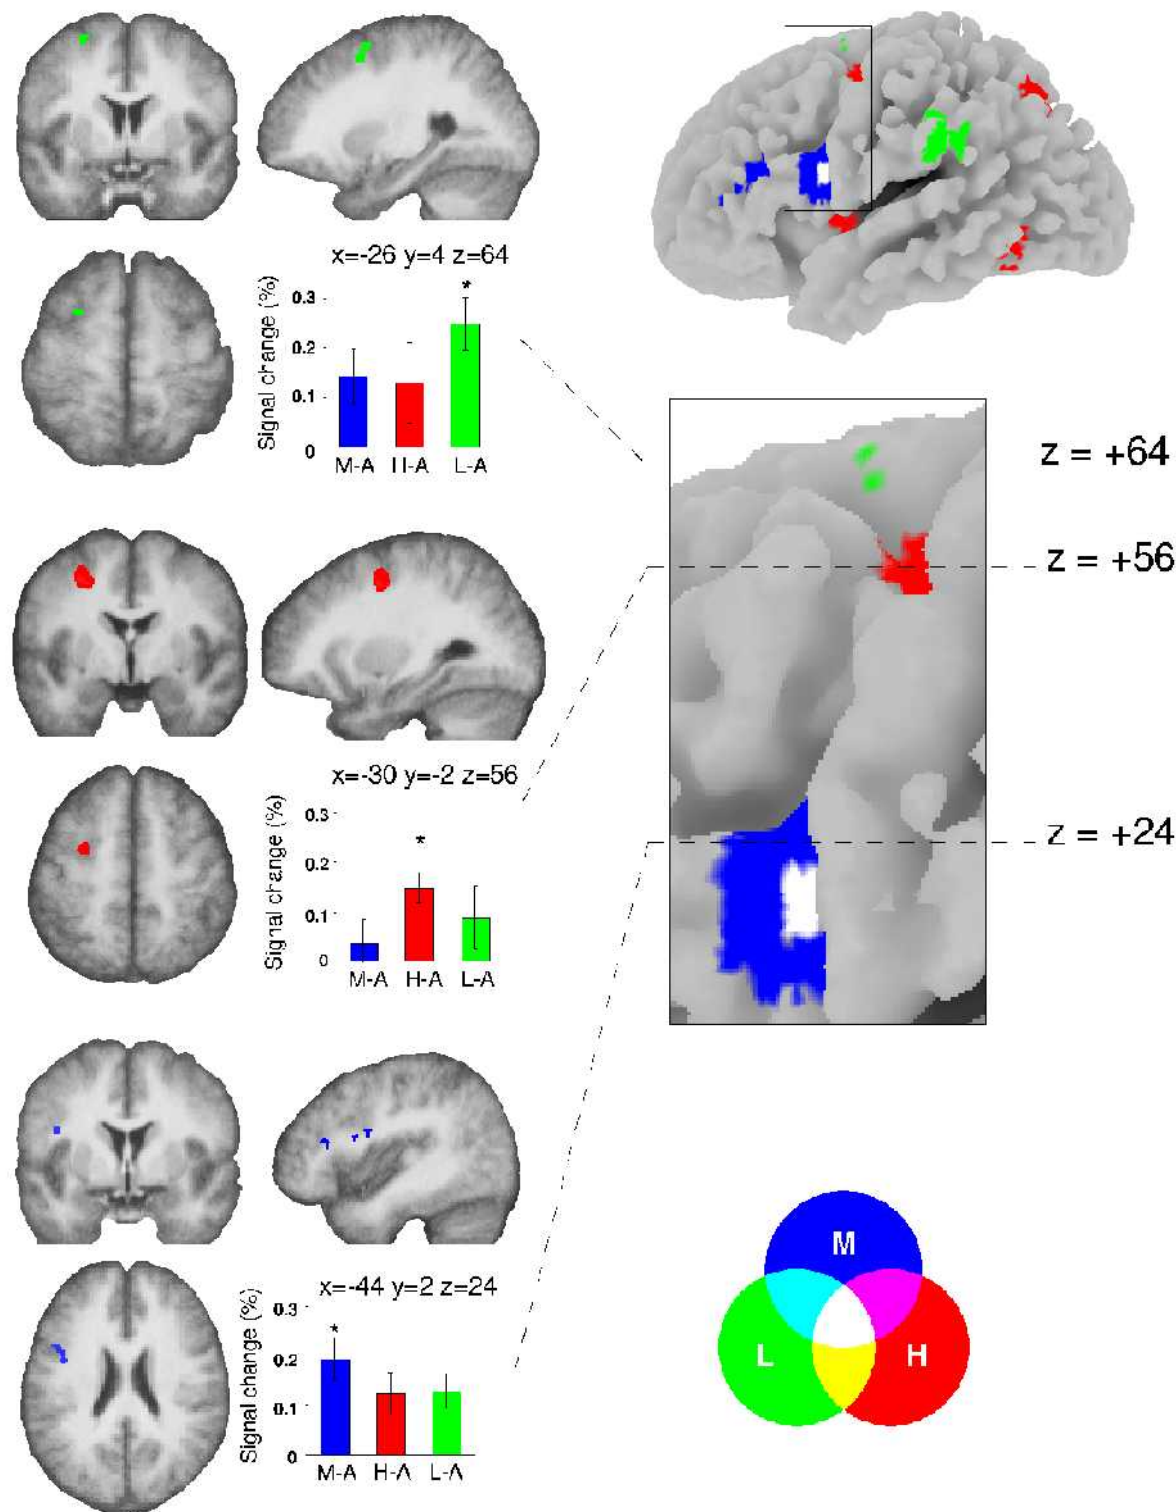 x=-26 y=4 z=64
Signal change (%)
*
0.3
0.2
0.1
0
M-A H-A L-A
z = +64
z = +56
z = +24
x=-30 y=-2 z=56
Signal change (%)
*
0.3
0.2
0.1
0
M-A H-A L-A
x=-44 y=2 z=24
Signal change (%)
*
0.3
0.2
0.1
0
M-A H-A L-A
M
L H